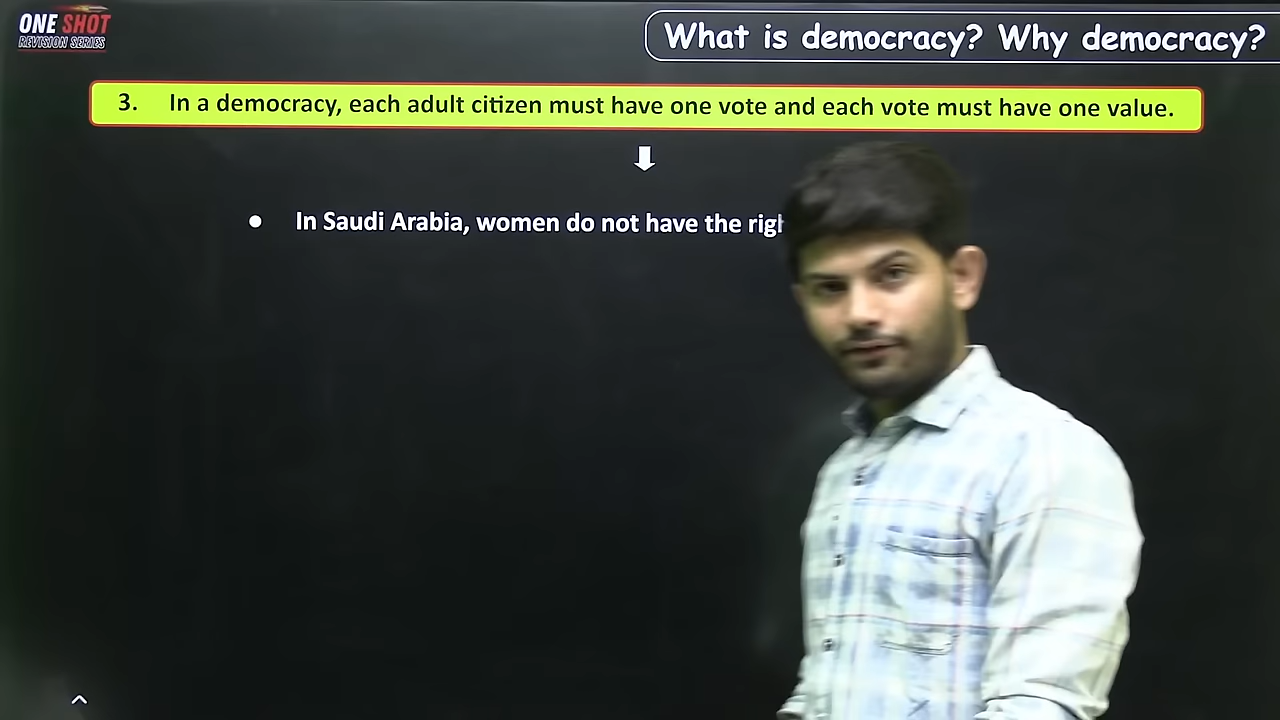 ONE SHOT
REVISION SERIES
What is democracy? Why democracy?
3. In a democracy, each adult citizen must have one vote and each vote must have one value.
• In Saudi Arabia, women do not have the